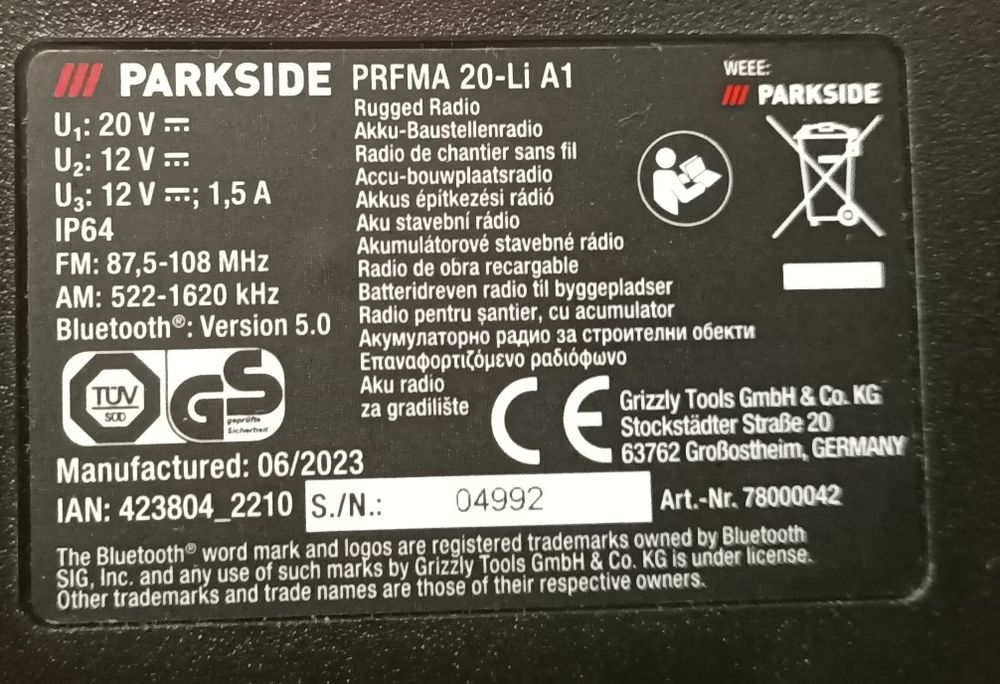 PARKSIDE
U₁: 20 V ⎓
U₂: 12 V ⎓
U₃: 12 V ⎓; 1,5 A
IP64
FM: 87,5-108 MHz
AM: 522-1620 kHz
Bluetooth®: Version 5.0
PRFMA 20-Li A1
Rugged Radio
Akku-Baustellenradio
Radio de chantier sans fil
Accu-bouwplaatsradio
Akkus építkezési rádió
Aku stavební rádio
Akumulátorové stavebné rádio
Radio de obra recargable
Batteridreven radio til byggepladser
Radio pentru șantier, cu acumulator
Акумулаторно радио за строителни обекти
Επαναφορτιζόμενο ραδιόφωνο
Aku radio
za gradilište
WEEE:
PARKSIDE
TÜV
SÜD
GS
geprüfte
Sicherheit
CE
Grizzly Tools GmbH & Co. KG
Stockstädter Straße 20
63762 Großostheim, GERMANY
Manufactured: 06/2023
IAN: 423804_2210 S./N.: 04992 Art.-Nr. 78000042
The Bluetooth® word mark and logos are registered trademarks owned by Bluetooth
SIG, Inc. and any use of such marks by Grizzly Tools GmbH & Co. KG is under license.
Other trademarks and trade names are those of their respective owners.